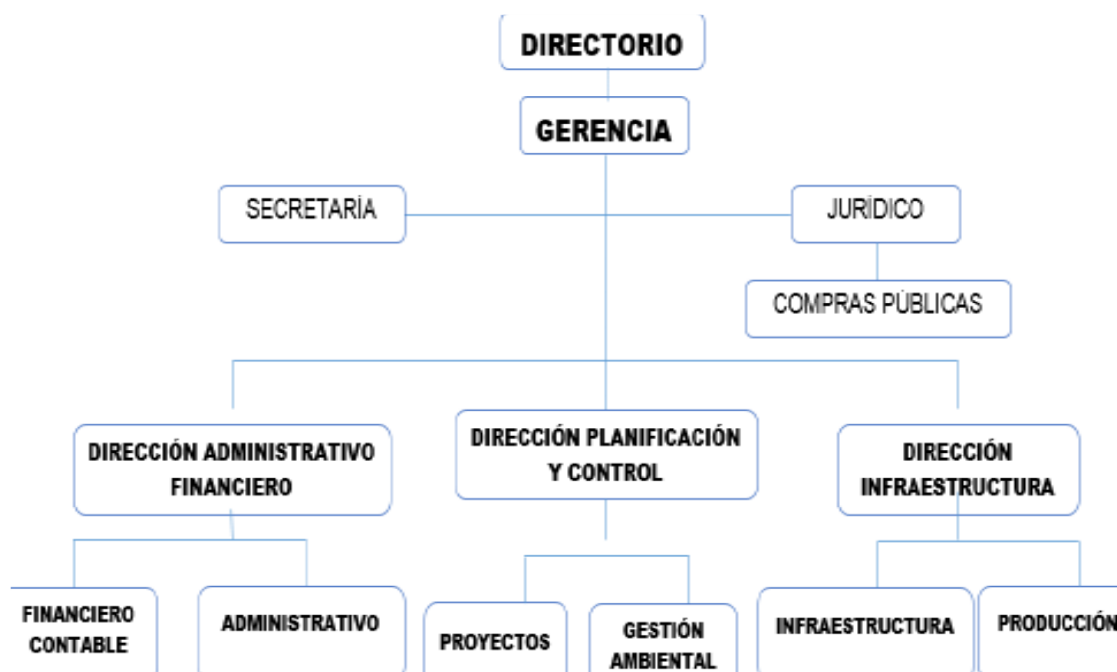 DIRECTORIO
GERENCIA
SECRETARÍA
JURÍDICO
COMPRAS PÚBLICAS
DIRECCIÓN ADMINISTRATIVO
FINANCIERO
DIRECCIÓN PLANIFICACIÓN
Y CONTROL
DIRECCIÓN
INFRAESTRUCTURA
FINANCIERO
CONTABLE
ADMINISTRATIVO
PROYECTOS
GESTIÓN
AMBIENTAL
INFRAESTRUCTURA
PRODUCCIÓN